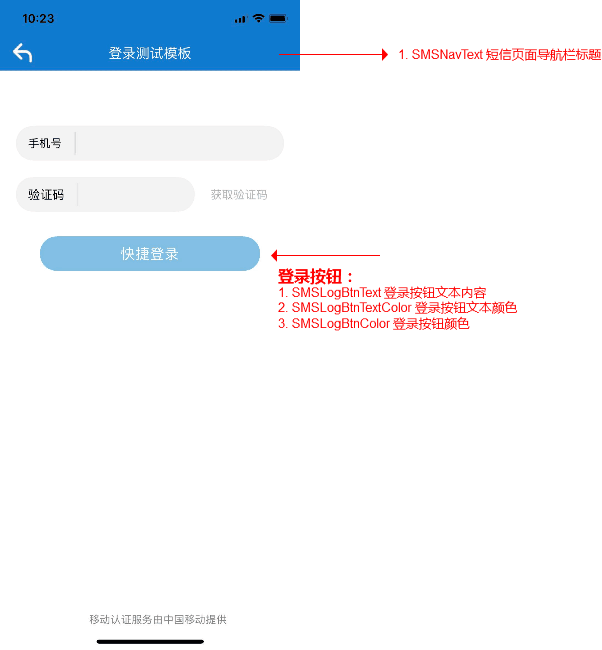 10:23
登录测试模板
1. SMSNavText 短信页面导航栏标题
手机号
验证码
获取验证码
快捷登录
登录按钮：
1. SMSLogBtnText 登录按钮文本内容
2. SMSLogBtnTextColor 登录按钮文本颜色
3. SMSLogBtnColor 登录按钮颜色
移动认证服务由中国移动提供